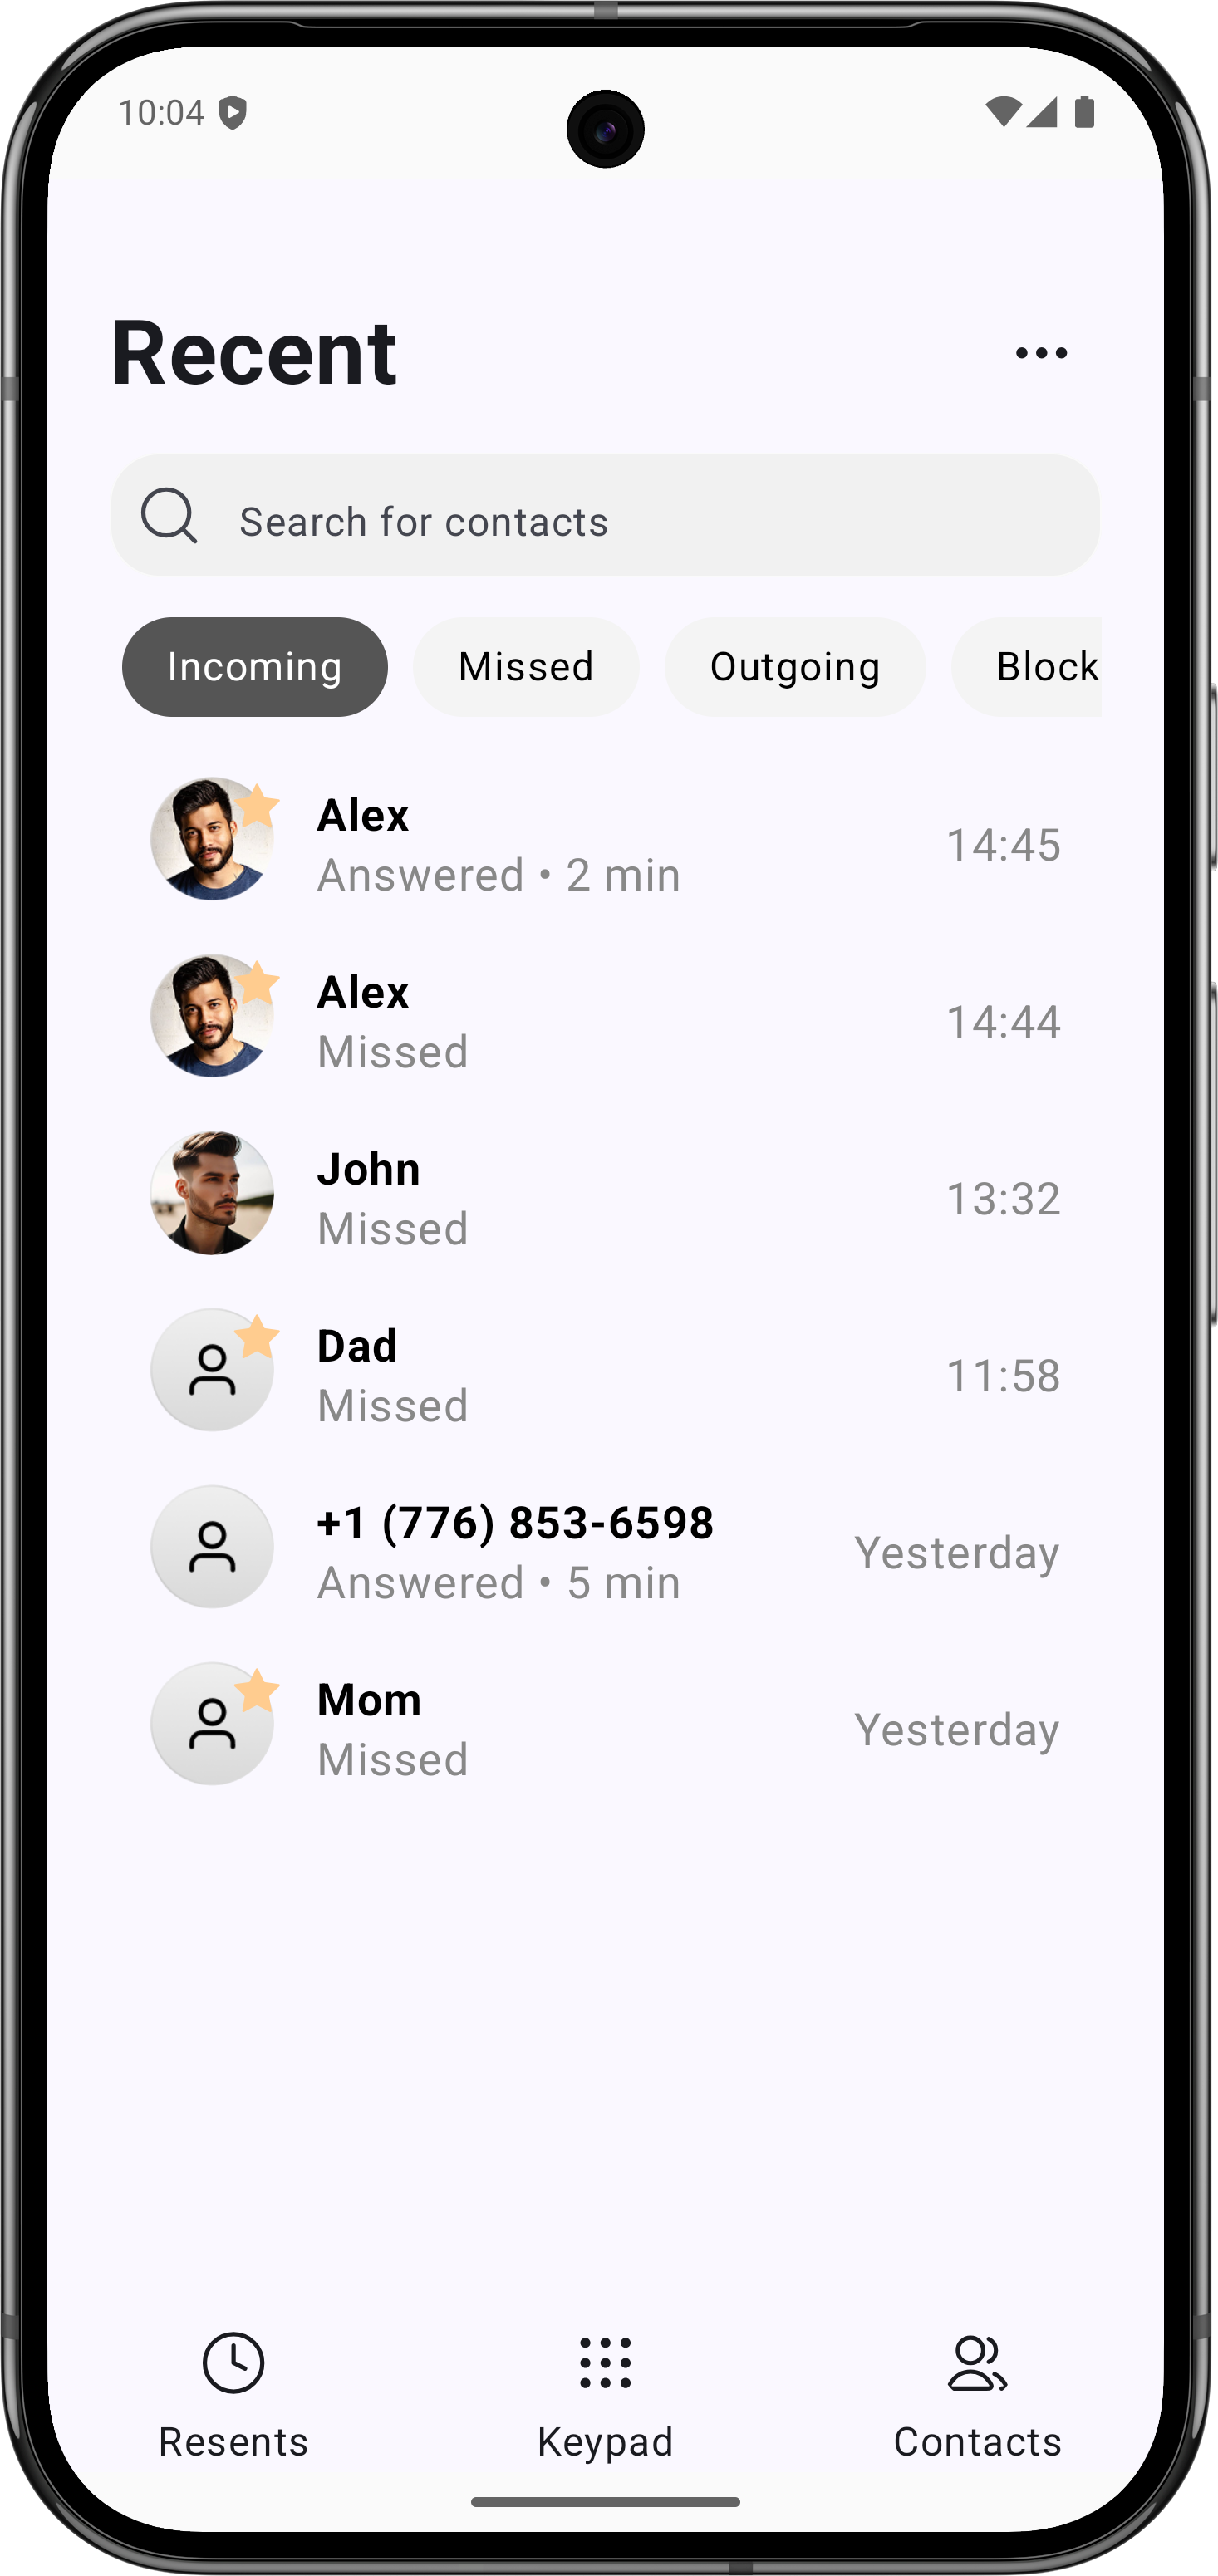 10:04
Recent
Search for contacts
Incoming Missed Outgoing Block
Alex
Answered • 2 min
14:45
Alex
Missed
14:44
John
Missed
13:32
Dad
Missed
11:58
+1 (776) 853-6598
Answered • 5 min
Yesterday
Mom
Missed
Yesterday
Resents Keypad Contacts